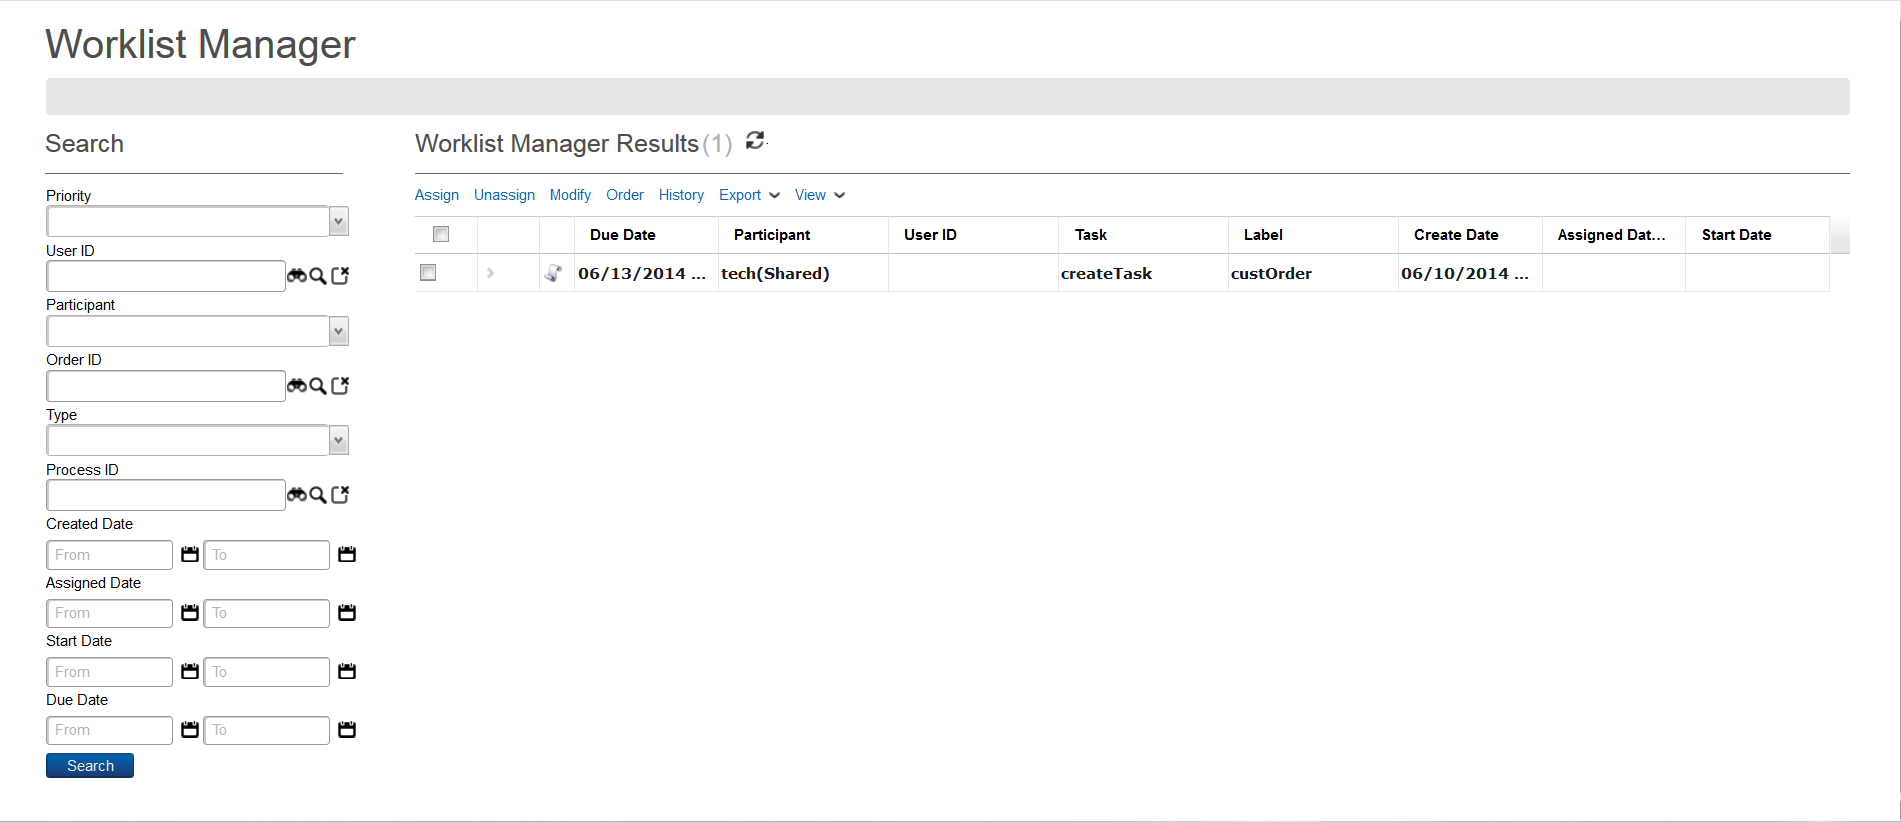 Worklist Manager
Search
Priority
User ID
Participant
Order ID
Type
Process ID
Created Date
From To
Assigned Date
From To
Start Date
From To
Due Date
From To
Search
Worklist Manager Results (1)
Assign Unassign Modify Order History Export View
Due Date Participant User ID Task Label Create Date Assigned Dat... Start Date
06/13/2014 ... tech(Shared) createTask custOrder 06/10/2014 ...